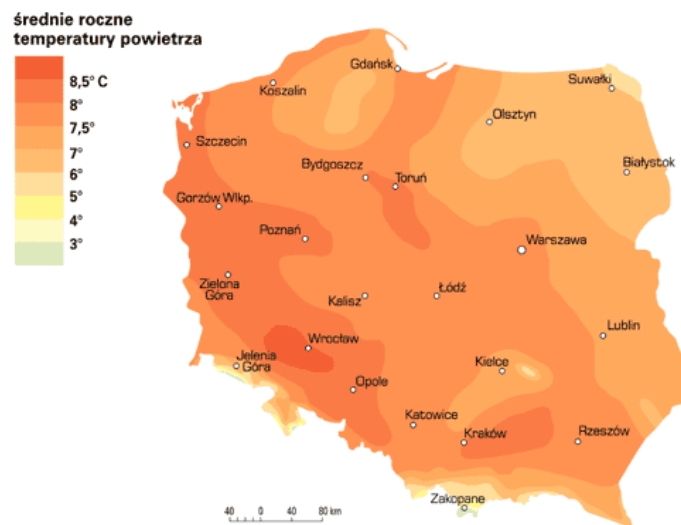 średnie roczne
temperatury powietrza
8,5° C
8°
7,5°
7°
6°
5°
4°
3°
Gdańsk
Koszalin
Suwałki
Olsztyn
Szczecin
Bydgoszcz
Toruń
Białystok
Gorzów Wlkp.
Poznań
Warszawa
Zielona
Góra
Kalisz
Łódź
Wrocław
Lublin
Jelenia
Góra
Kielce
Opole
Katowice
Kraków
Rzeszów
Zakopane
40 0 40 80 km